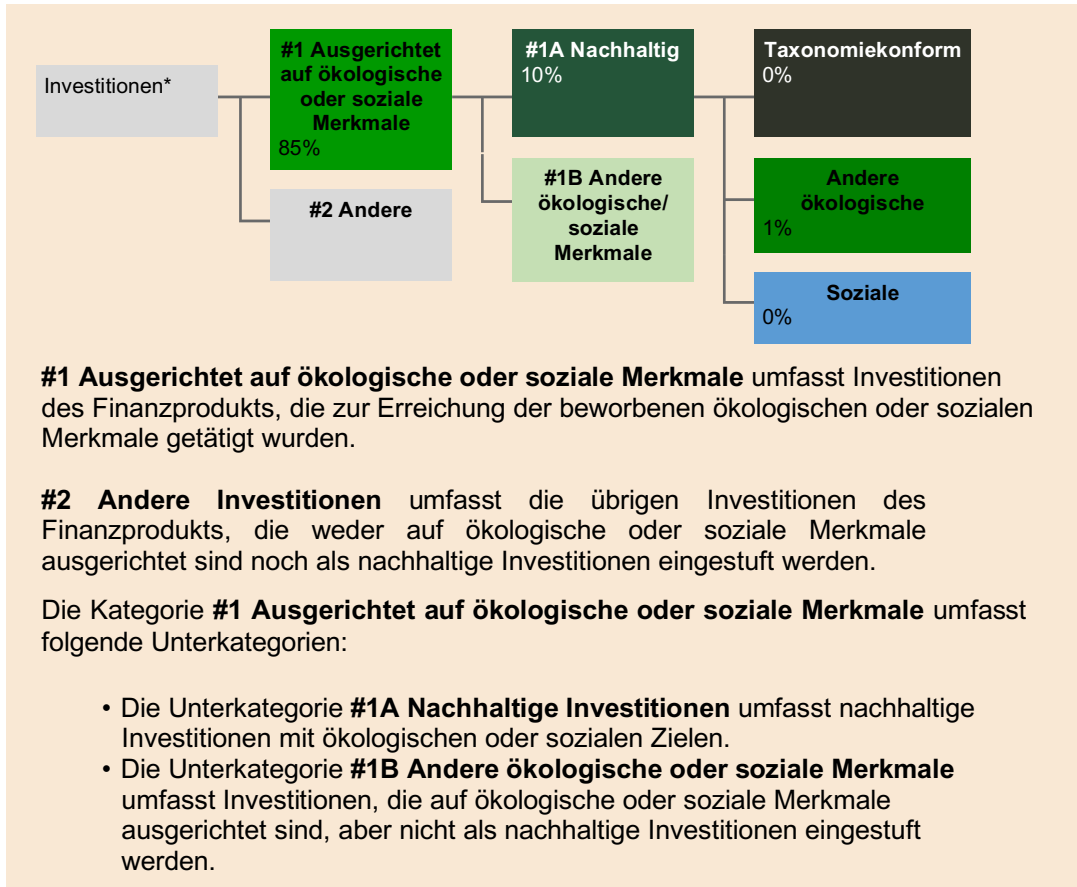 Investitionen*
#1 Ausgerichtet
auf ökologische
oder soziale
Merkmale
85%
#2 Andere
#1A Nachhaltig
10%
#1B Andere
ökologische/
soziale
Merkmale
Taxonomiekonform
0%
Andere
ökologische
1%
Soziale
0%
#1 Ausgerichtet auf ökologische oder soziale Merkmale umfasst Investitionen
des Finanzprodukts, die zur Erreichung der beworbenen ökologischen oder sozialen
Merkmale getätigt wurden.
#2 Andere Investitionen umfasst die übrigen Investitionen des
Finanzprodukts, die weder auf ökologische oder soziale Merkmale
ausgerichtet sind noch als nachhaltige Investitionen eingestuft werden.
Die Kategorie #1 Ausgerichtet auf ökologische oder soziale Merkmale umfasst
folgende Unterkategorien:
• Die Unterkategorie #1A Nachhaltige Investitionen umfasst nachhaltige
Investitionen mit ökologischen oder sozialen Zielen.
• Die Unterkategorie #1B Andere ökologische oder soziale Merkmale
umfasst Investitionen, die auf ökologische oder soziale Merkmale
ausgerichtet sind, aber nicht als nachhaltige Investitionen eingestuft
werden.